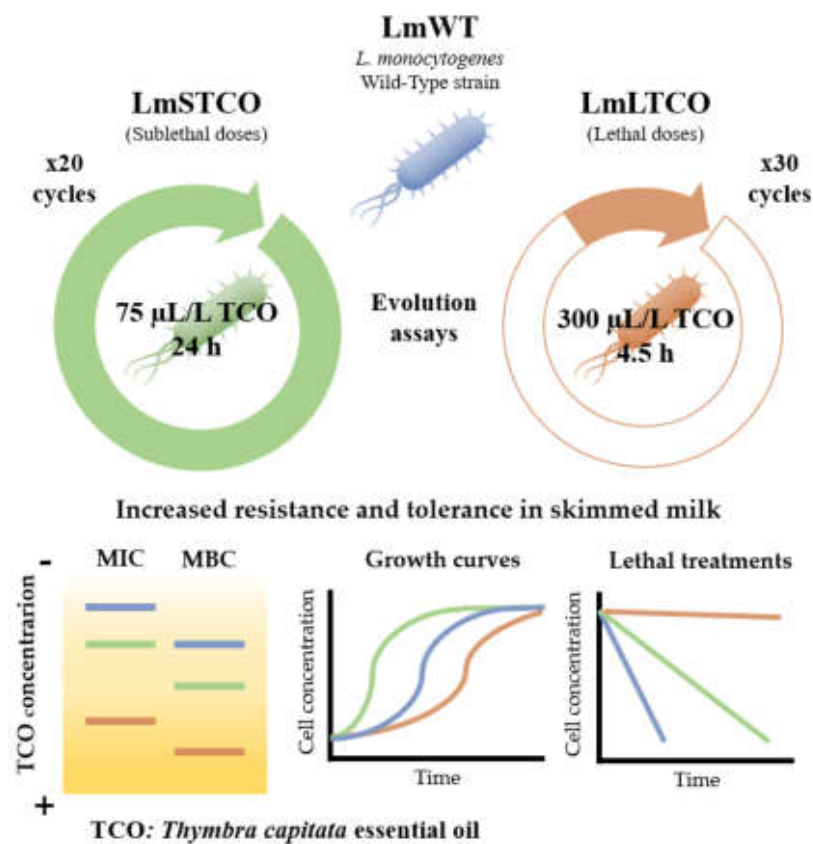 LmWT
L. monocytogenes
Wild-Type strain
LmSTCO
(Sublethal doses)
LmLTCO
(Lethal doses)
x20
cycles
x30
cycles
75 µL/L TCO
24 h
Evolution
assays
300 µL/L TCO
4.5 h
Increased resistance and tolerance in skimmed milk
-
MIC
MBC
TCO concentrarion
+
Growth curves
Cell concentration
Time
Lethal treatments
Cell concentration
Time
TCO: Thymbra capitata essential oil